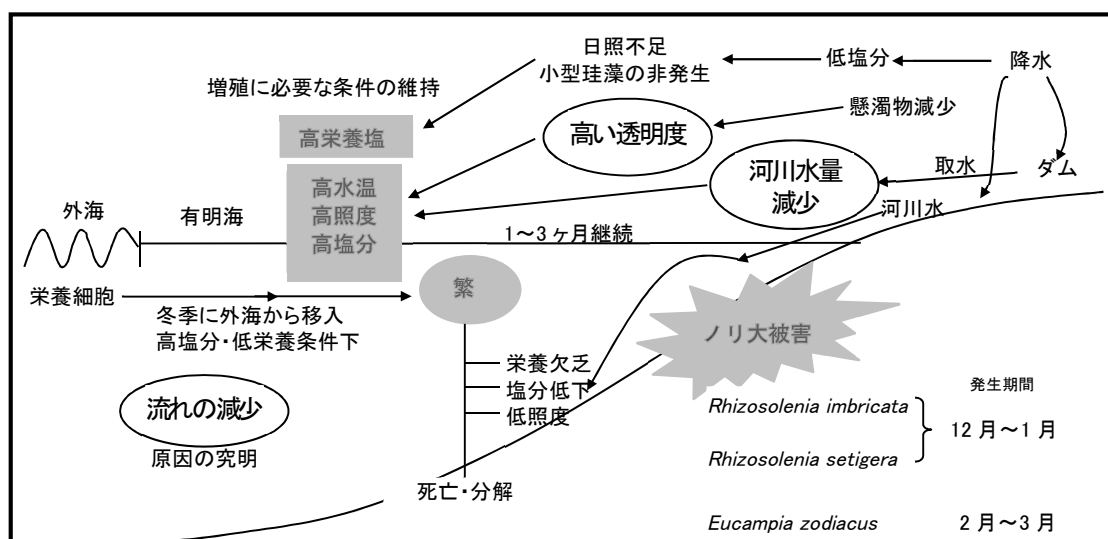 日照不足
小型珪藻の非発生
低塩分
降水
増殖に必要な条件の維持
懸濁物減少
高い透明度
高栄養塩
高水温
高照度
高塩分
河川水量
減少
取水
ダム
河川水
外海
有明海
1～3ヶ月継続
栄養細胞
冬季に外海から移入
高塩分・低栄養条件下
繁
ノリ大被害
栄養欠乏
塩分低下
低照度
流れの減少
原因の究明
死亡・分解
発生期間
Rhizosolenia imbricata
12月～1月
Rhizosolenia setigera
Eucampia zodiacus
2月～3月